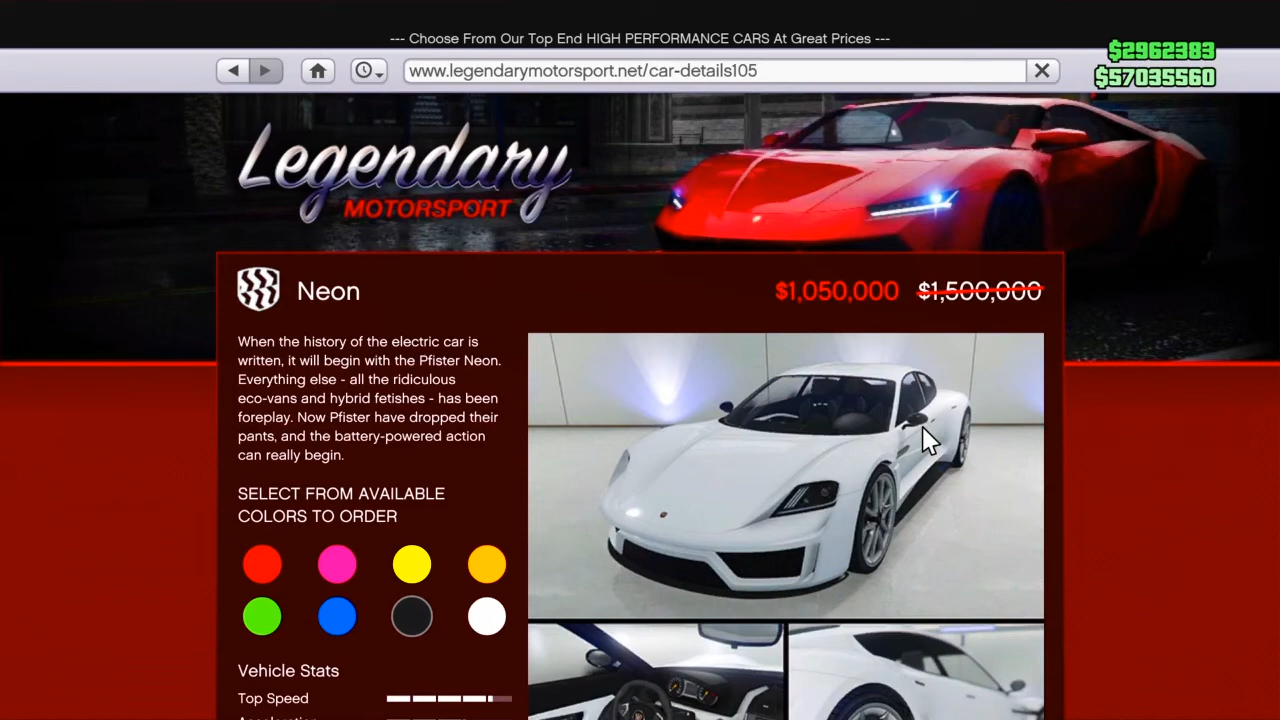 --- Choose From Our Top End HIGH PERFORMANCE CARS At Great Prices ---
$2962383
www.legendarymotorsport.net/car-details105
$57035560
Legendary
MOTORSPORT
Neon
$1,050,000 $1,500,000
When the history of the electric car is
written, it will begin with the Pfister Neon.
Everything else - all the ridiculous
eco-vans and hybrid fetishes - has been
foreplay. Now Pfister have dropped their
pants, and the battery-powered action
can really begin.
SELECT FROM AVAILABLE
COLORS TO ORDER
Vehicle Stats
Top Speed
Acceleration